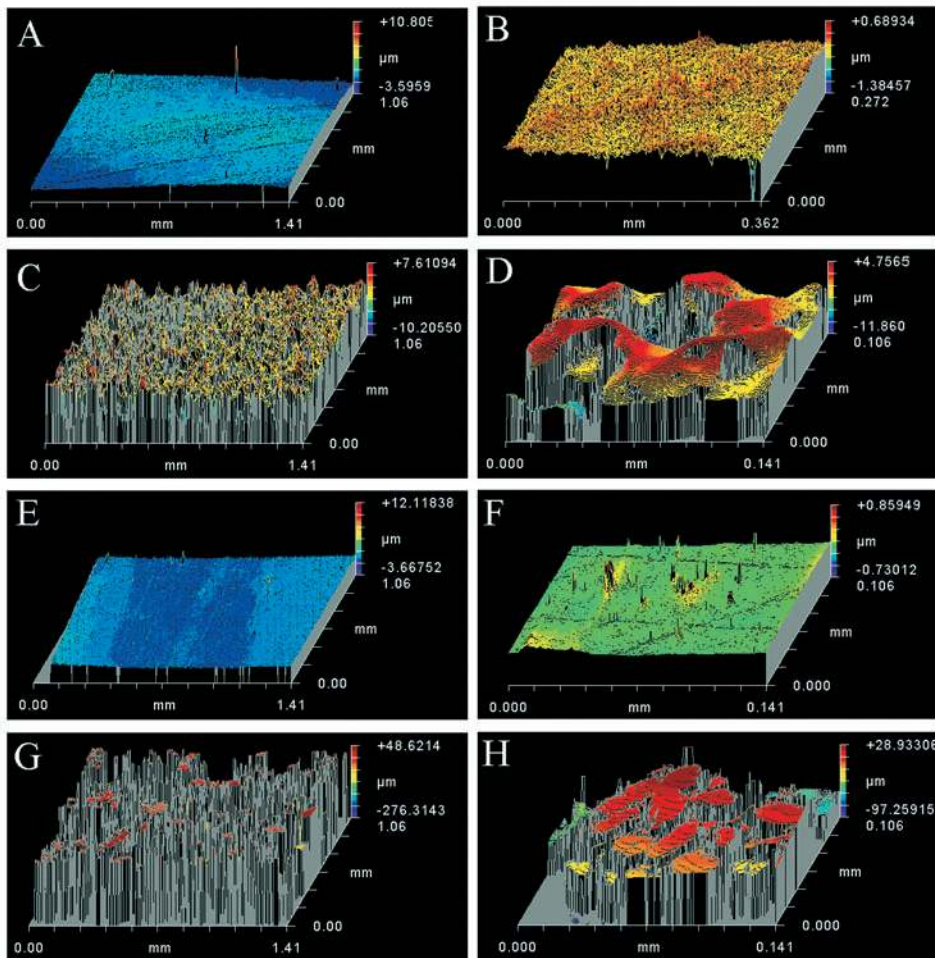 A
+10.805
µm
-3.5959
1.06
mm
0.00
0.00
mm
1.41
B
+0.68934
µm
-1.38457
0.272
mm
0.000
0.000
mm
0.362
C
+7.61094
µm
-10.20550
1.06
mm
0.00
0.00
mm
1.41
D
+4.7565
µm
-11.860
0.106
mm
0.000
0.000
mm
0.141
E
+12.11838
µm
-3.66752
1.06
mm
0.00
0.00
mm
1.41
F
+0.85949
µm
-0.73012
0.106
mm
0.000
0.000
mm
0.141
G
+48.6214
µm
-276.3143
1.06
mm
0.00
0.00
mm
1.41
H
+28.93306
µm
-97.25915
0.106
mm
0.000
0.000
mm
0.141